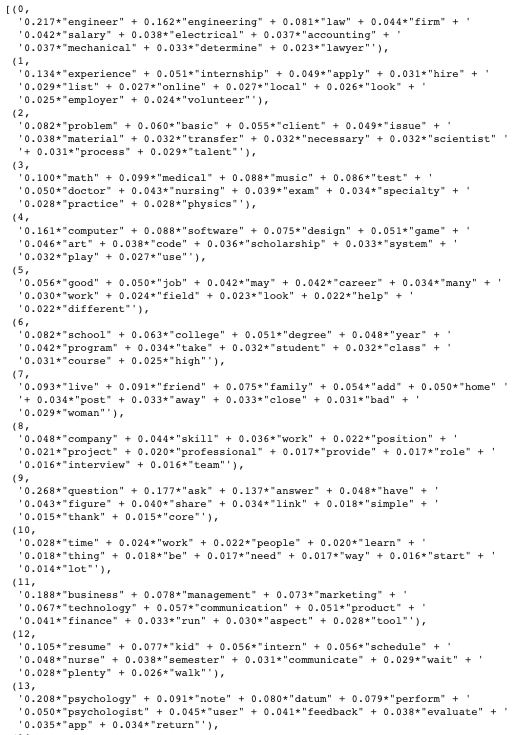 [(0,
'0.217*"engineer" + 0.162*"engineering" + 0.081*"law" + 0.044*"firm" + '
'0.042*"salary" + 0.038*"electrical" + 0.037*"accounting" + '
'0.037*"mechanical" + 0.033*"determine" + 0.023*"lawyer"'),
(1,
'0.134*"experience" + 0.051*"internship" + 0.049*"apply" + 0.031*"hire" + '
'0.029*"list" + 0.027*"online" + 0.027*"local" + 0.026*"look" + '
'0.025*"employer" + 0.024*"volunteer"'),
(2,
'0.082*"problem" + 0.060*"basic" + 0.055*"client" + 0.049*"issue" + '
'0.038*"material" + 0.032*"transfer" + 0.032*"necessary" + 0.032*"scientist" '
'+ 0.031*"process" + 0.029*"talent"'),
(3,
'0.100*"math" + 0.099*"medical" + 0.088*"music" + 0.086*"test" + '
'0.050*"doctor" + 0.043*"nursing" + 0.039*"exam" + 0.034*"specialty" + '
'0.028*"practice" + 0.028*"physics"'),
(4,
'0.161*"computer" + 0.088*"software" + 0.075*"design" + 0.051*"game" + '
'0.046*"art" + 0.038*"code" + 0.036*"scholarship" + 0.033*"system" + '
'0.032*"play" + 0.027*"use"'),
(5,
'0.056*"good" + 0.050*"job" + 0.042*"may" + 0.042*"career" + 0.034*"many" + '
'0.030*"work" + 0.024*"field" + 0.023*"look" + 0.022*"help" + '
'0.022*"different"'),
(6,
'0.082*"school" + 0.063*"college" + 0.051*"degree" + 0.048*"year" + '
'0.042*"program" + 0.034*"take" + 0.032*"student" + 0.032*"class" + '
'0.031*"course" + 0.025*"high"'),
(7,
'0.093*"live" + 0.091*"friend" + 0.075*"family" + 0.054*"add" + 0.050*"home" '
'+ 0.034*"post" + 0.033*"away" + 0.033*"close" + 0.031*"bad" + '
'0.029*"woman"'),
(8,
'0.048*"company" + 0.044*"skill" + 0.036*"work" + 0.022*"position" + '
'0.021*"project" + 0.020*"professional" + 0.017*"provide" + 0.017*"role" + '
'0.016*"interview" + 0.016*"team"'),
(9,
'0.268*"question" + 0.177*"ask" + 0.137*"answer" + 0.048*"have" + '
'0.043*"figure" + 0.040*"share" + 0.034*"link" + 0.018*"simple" + '
'0.015*"thank" + 0.015*"core"'),
(10,
'0.028*"time" + 0.024*"work" + 0.022*"people" + 0.020*"learn" + '
'0.018*"thing" + 0.018*"be" + 0.017*"need" + 0.017*"way" + 0.016*"start" + '
'0.014*"lot"'),
(11,
'0.188*"business" + 0.078*"management" + 0.073*"marketing" + '
'0.067*"technology" + 0.057*"communication" + 0.051*"product" + '
'0.041*"finance" + 0.033*"run" + 0.030*"aspect" + 0.028*"tool"'),
(12,
'0.105*"resume" + 0.077*"kid" + 0.056*"intern" + 0.056*"schedule" + '
'0.048*"nurse" + 0.038*"semester" + 0.031*"communicate" + 0.029*"wait" + '
'0.028*"plenty" + 0.026*"walk"'),
(13,
'0.208*"psychology" + 0.091*"note" + 0.080*"datum" + 0.079*"perform" + '
'0.050*"psychologist" + 0.045*"user" + 0.041*"feedback" + 0.038*"evaluate" + '
'0.035*"app" + 0.034*"return"'),